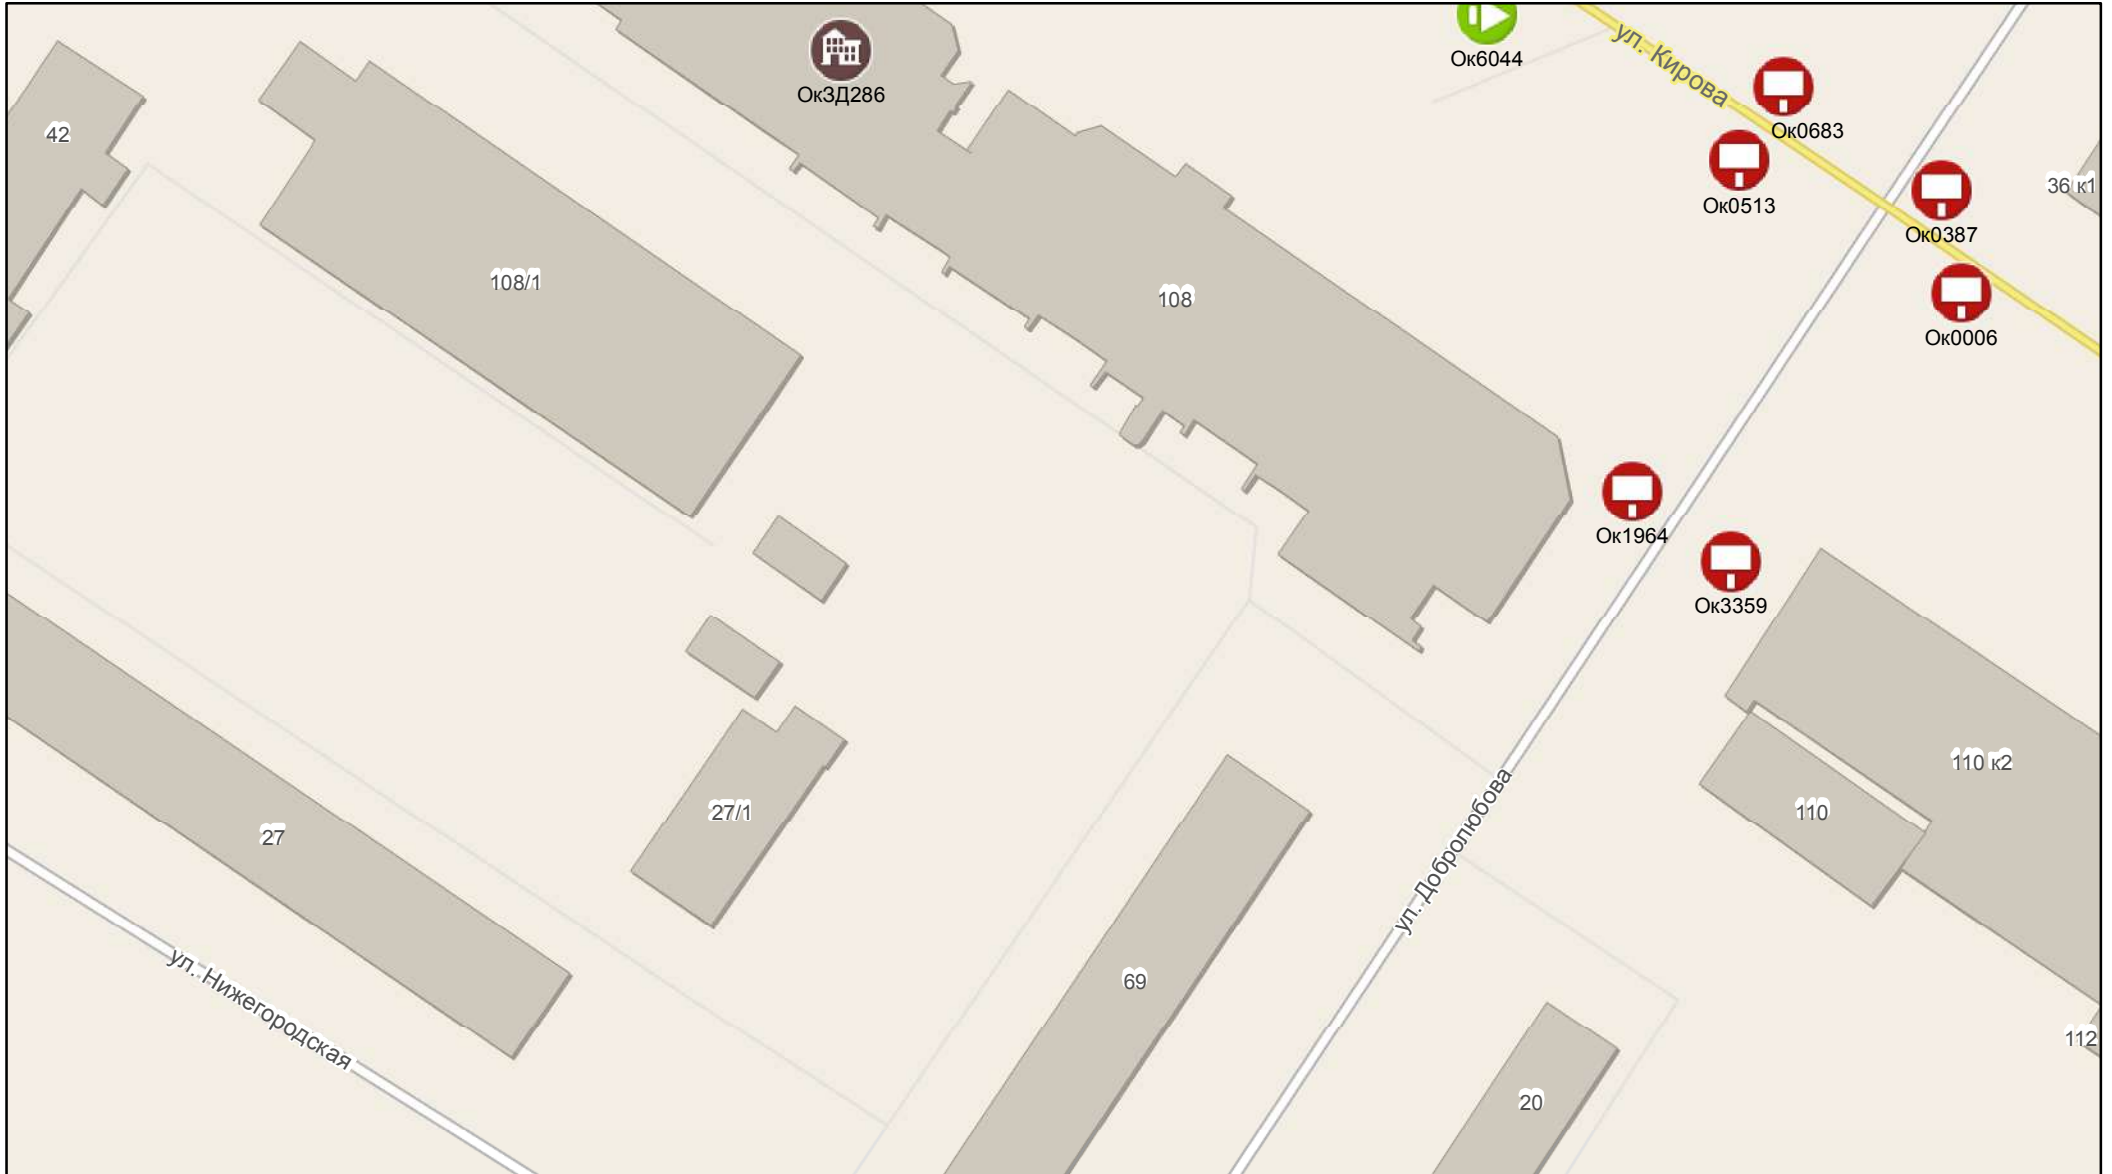 Ок6044
ул. Кирова
ОкЗД286
42
Ок0683
Ок0513
36 к1
Ок0387
108/1
108
Ок0006
Ок1964
Ок3359
110 к2
27/1
110
27
ул. Добролюбова
69
ул. Нижегородская
112
20